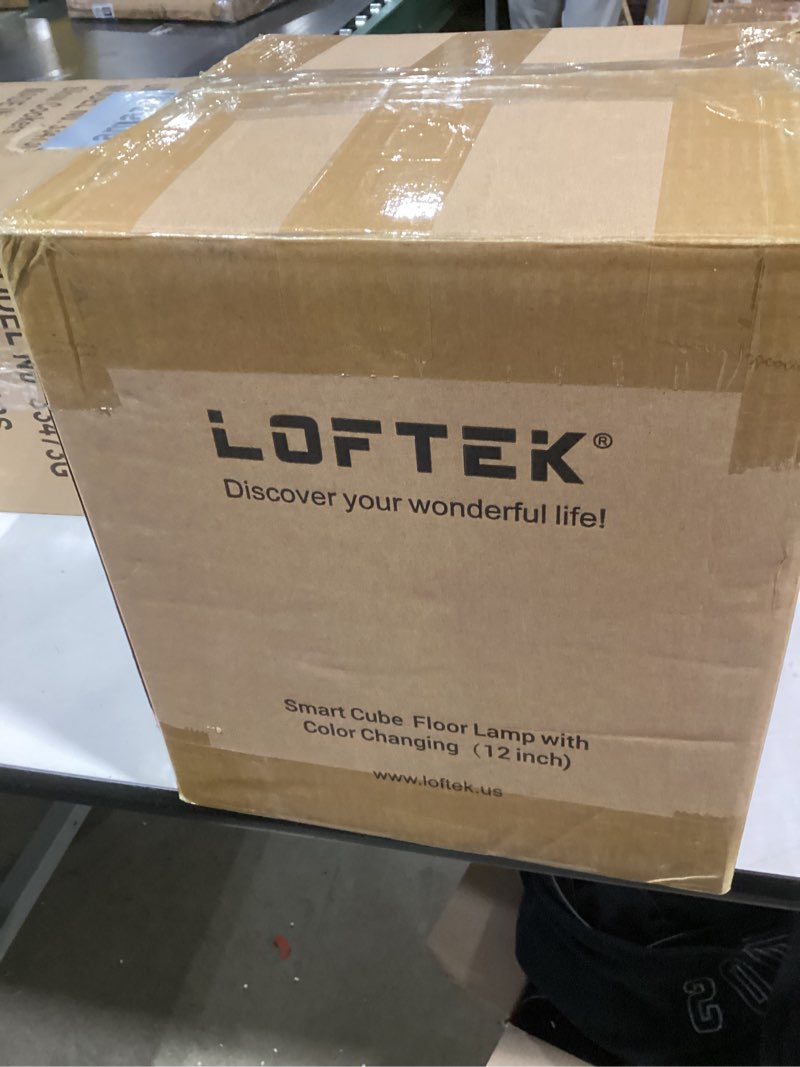 LOFTEK®
Discover your wonderful life!
Smart Cube Floor Lamp with
Color Changing (12 inch)
www.loftek.us